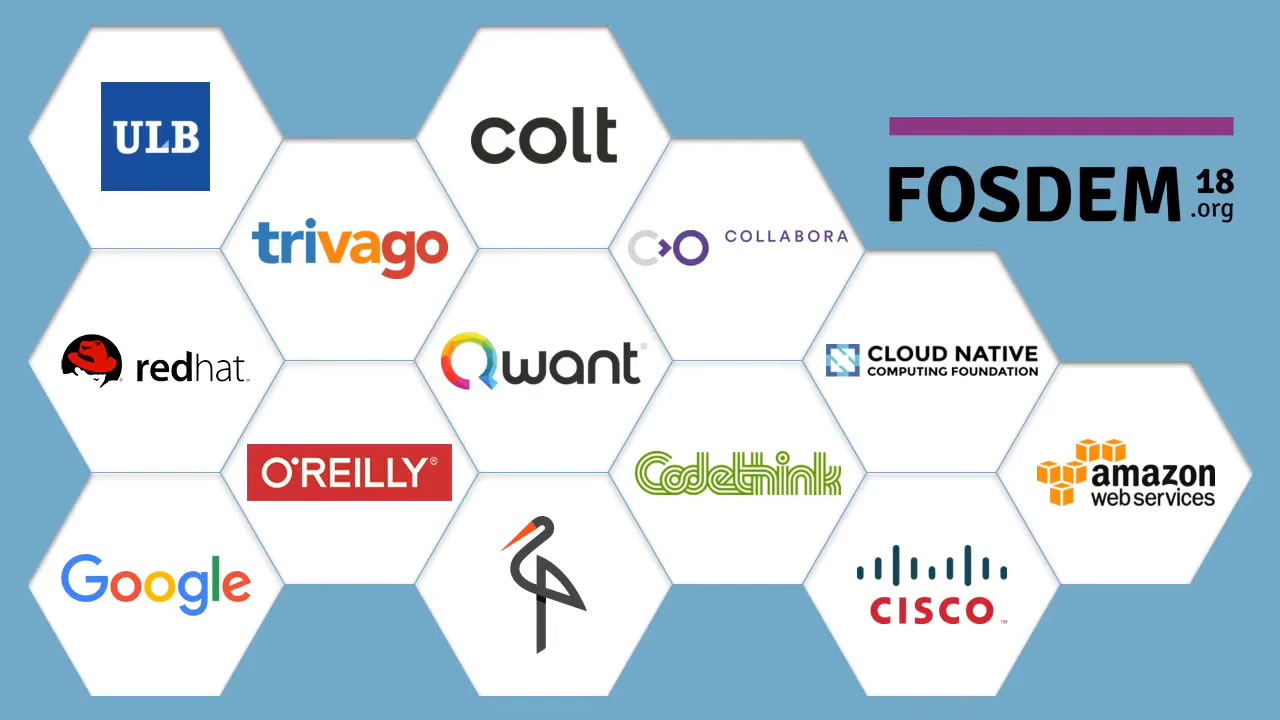 ULB
colt
FOSDEM 18
.org
trivago
COLLABORA
redhat.
Qwant®
CLOUD NATIVE
COMPUTING FOUNDATION
O'REILLY®
Codethink
amazon
web services
Google
CISCO™